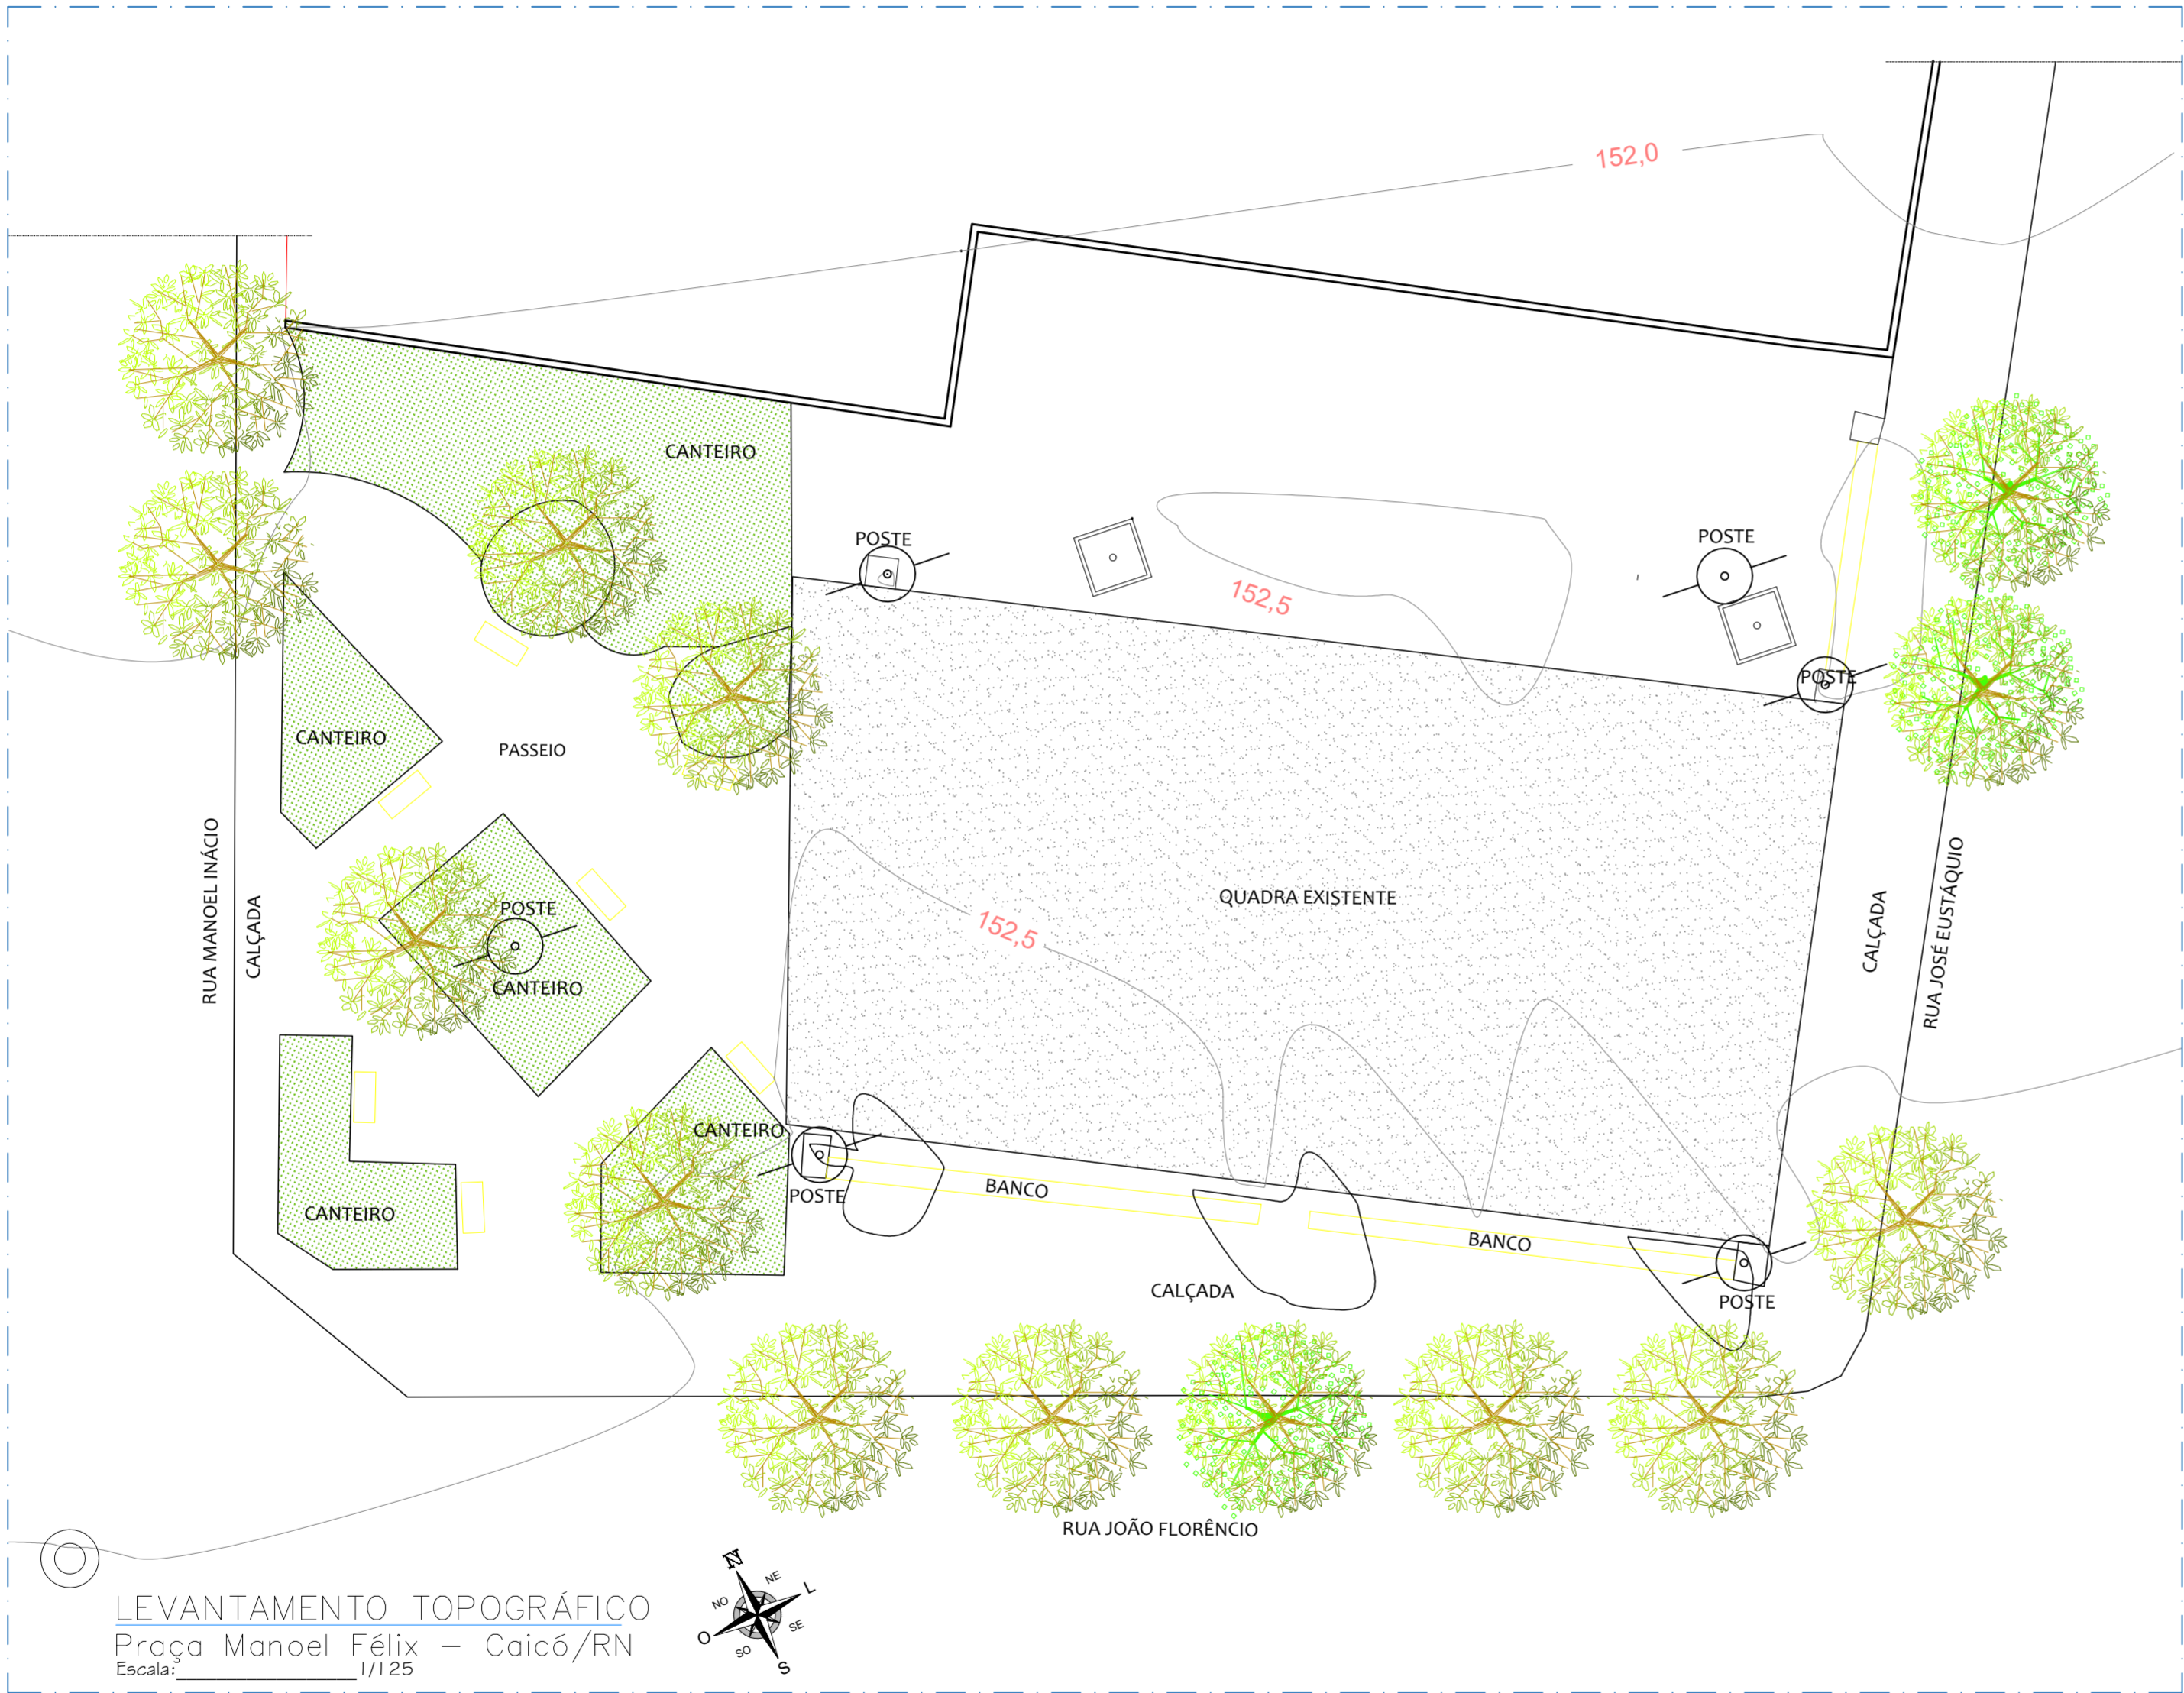 152,0
CANTEIRO
POSTE
POSTE
152,5
POSTE
CANTEIRO
PASSEIO
RUA MANOEL INÁCIO
CALÇADA
POSTE
CANTEIRO
QUADRA EXISTENTE
152,5
CALÇADA
RUA JOSÉ EUSTÁQUIO
CANTEIRO
POSTE
BANCO
CANTEIRO
BANCO
CALÇADA
POSTE
RUA JOÃO FLORÊNCIO
N
NE
L
NO
SE
O
SO
S
LEVANTAMENTO TOPOGRÁFICO
Praça Manoel Félix – Caicó/RN
Escala:__________________1/125